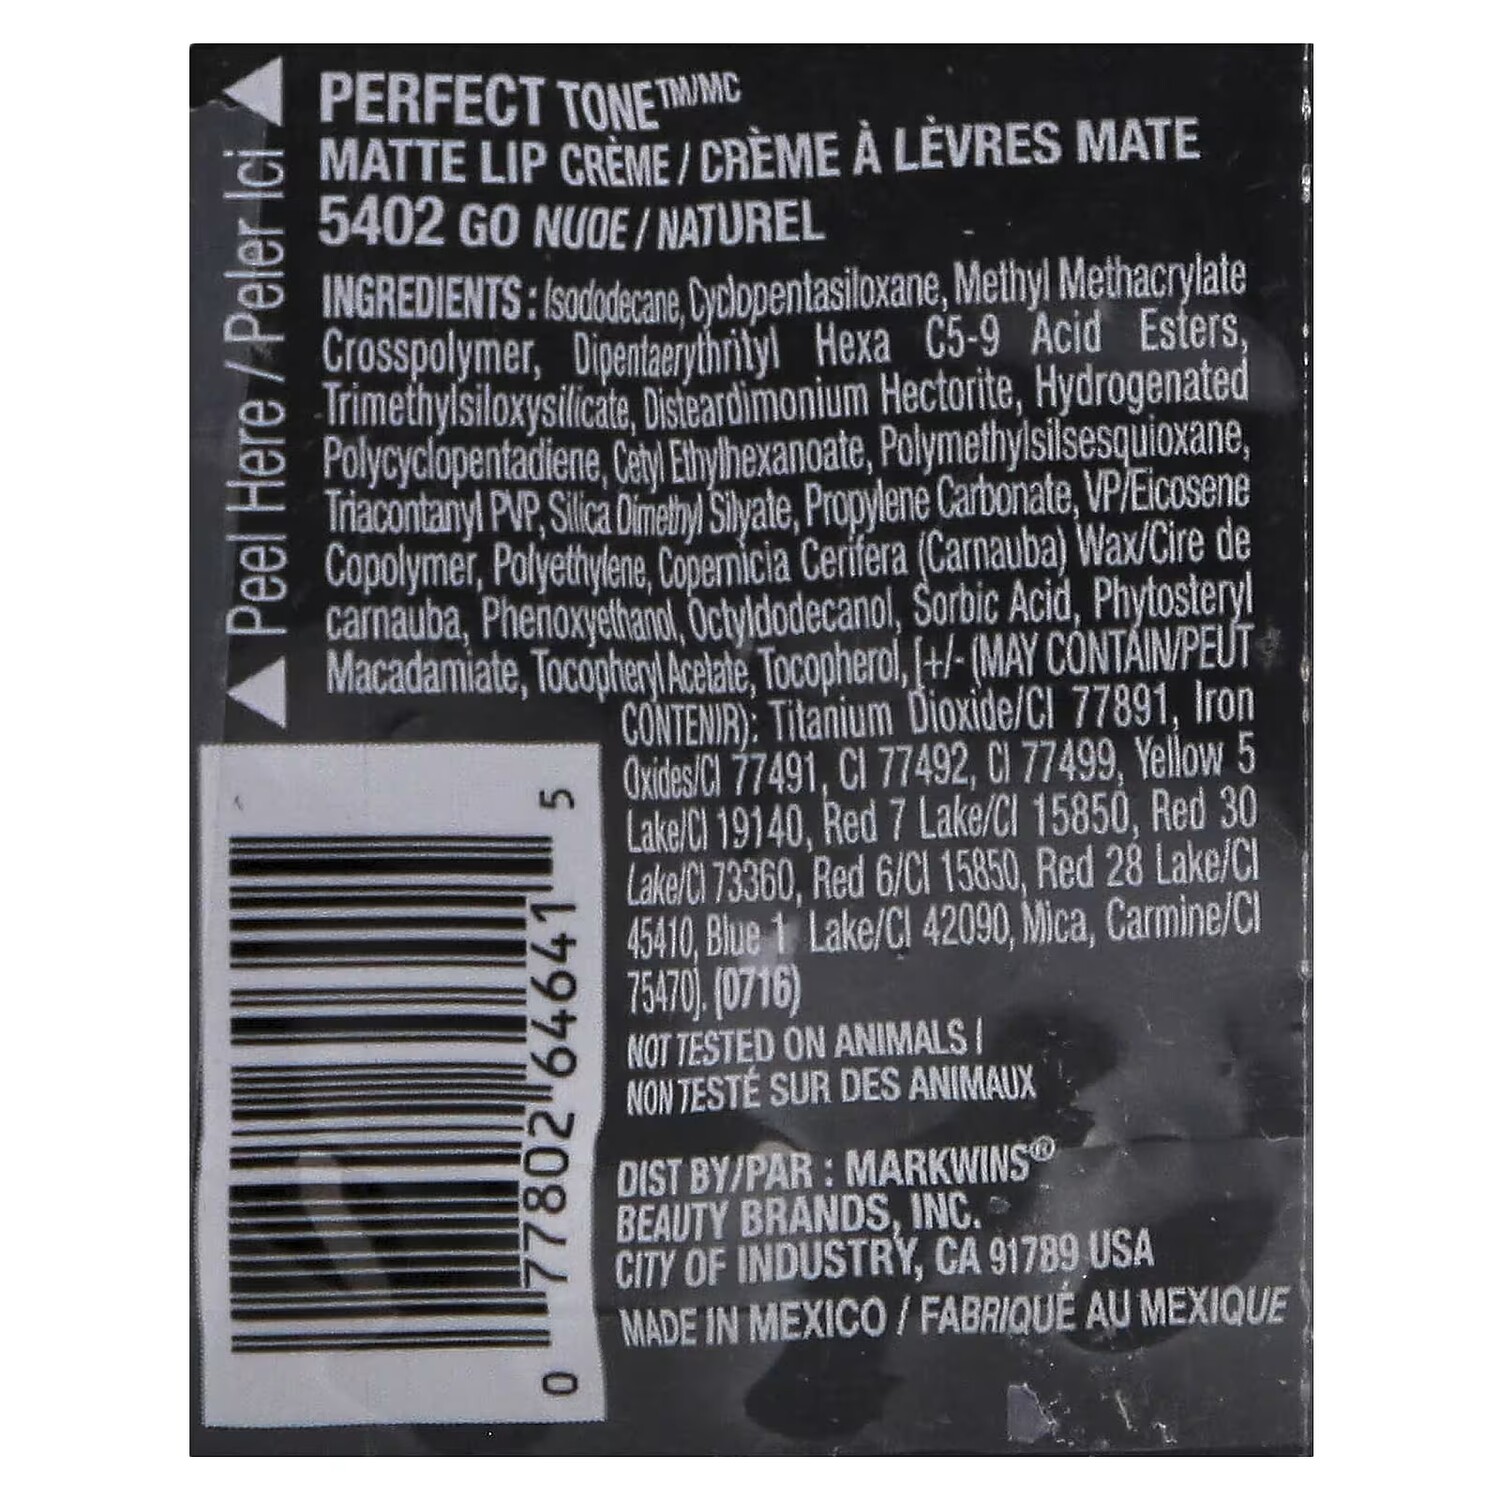 PERFECT TONE™/MC
MATTE LIP CRÈME / CRÈME À LÈVRES MATE
5402 GO NUDE / NATUREL
INGREDIENTS : Isododecane, Cyclopentasiloxane, Methyl Methacrylate
Crosspolymer, Dipentaerythrityl Hexa C5-9 Acid Esters,
Trimethylsiloxysilicate, Disteardimonium Hectorite, Hydrogenated
Polycyclopentadiene, Cetyl Ethylhexanoate, Polymethylsilsesquioxane,
Triacontanyl PVP, Silica Dimethyl Silyate, Propylene Carbonate, VP/Eicosene
Copolymer, Polyethylene, Copernicia Cerifera (Carnauba) Wax/Cire de
carnauba, Phenoxyethanol, Octyldodecanol, Sorbic Acid, Phytosteryl
Macadamiate, Tocopheryl Acetate, Tocopherol, [+/- (MAY CONTAIN/PEUT
CONTENIR): Titanium Dioxide/CI 77891, Iron
Oxides/CI 77491, CI 77492, CI 77499, Yellow 5
Lake/CI 19140, Red 7 Lake/CI 15850, Red 30
Lake/CI 73360, Red 6/CI 15850, Red 28 Lake/CI
45410, Blue 1 Lake/CI 42090, Mica, Carmine/CI
75470]. (0716)
NOT TESTED ON ANIMALS /
NON TESTÉ SUR DES ANIMAUX
DIST BY/PAR : MARKWINS®
BEAUTY BRANDS, INC.
CITY OF INDUSTRY, CA 91789 USA
MADE IN MEXICO / FABRIQUÉ AU MEXIQUE
Peel Here / Peler Ici
0 77802 64641 5